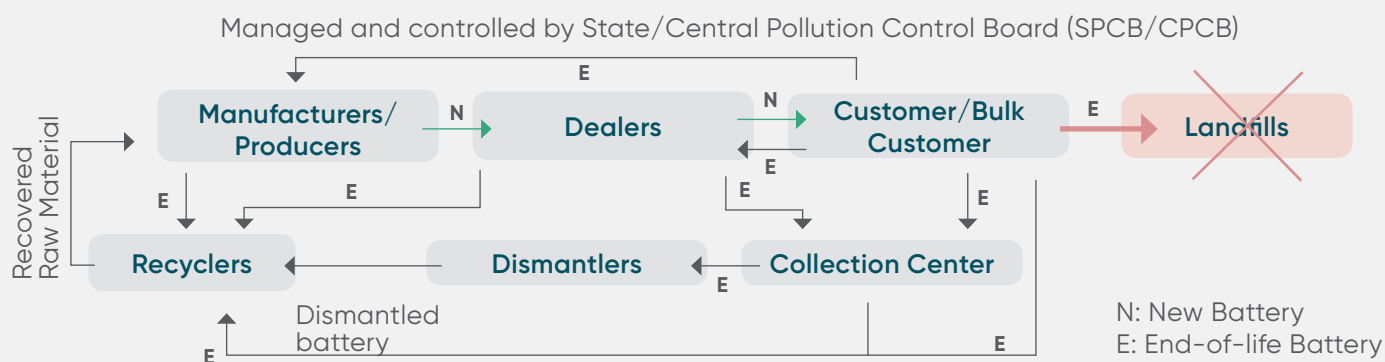 Managed and controlled by State/Central Pollution Control Board (SPCB/CPCB)
E
Manufacturers/
Producers
N
Dealers
N
E
Customer/Bulk
Customer
E
Landfills
Recovered
Raw Material
E
E
E
E
Recyclers
Dismantlers
E
Collection Center
Dismantled
battery
E
E
N: New Battery
E: End-of-life Battery